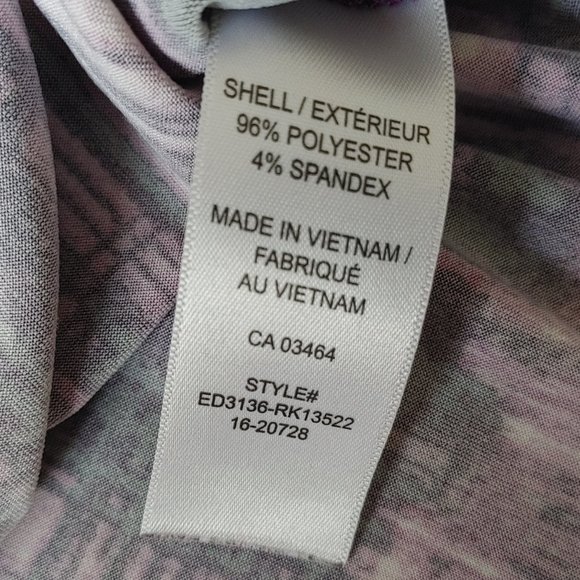 SHELL / EXTÉRIEUR
96% POLYESTER
4% SPANDEX
MADE IN VIETNAM /
FABRIQUÉ
AU VIETNAM
CA 03464
STYLE#
ED3136-RK13522
16-20728